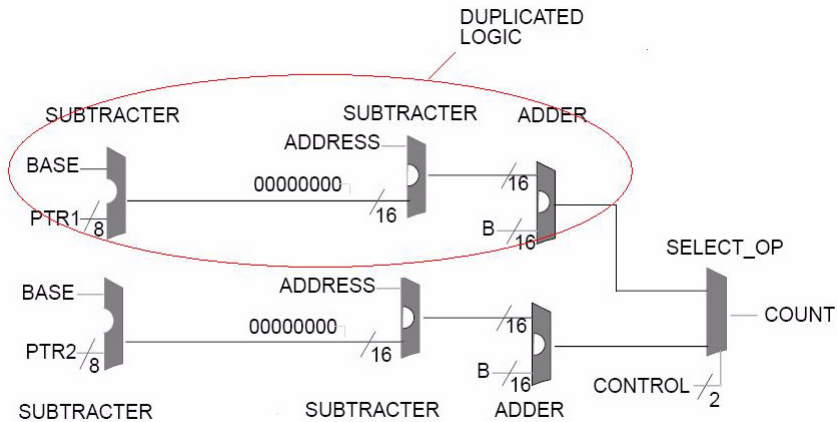 DUPLICATED
LOGIC
SUBTRACTER
SUBTRACTER
ADDER
ADDRESS
BASE
00000000
16
16
PTR1
8
B
16
SELECT_OP
BASE
ADDRESS
COUNT
00000000
16
16
PTR2
8
B
16
CONTROL
2
SUBTRACTER
SUBTRACTER
ADDER